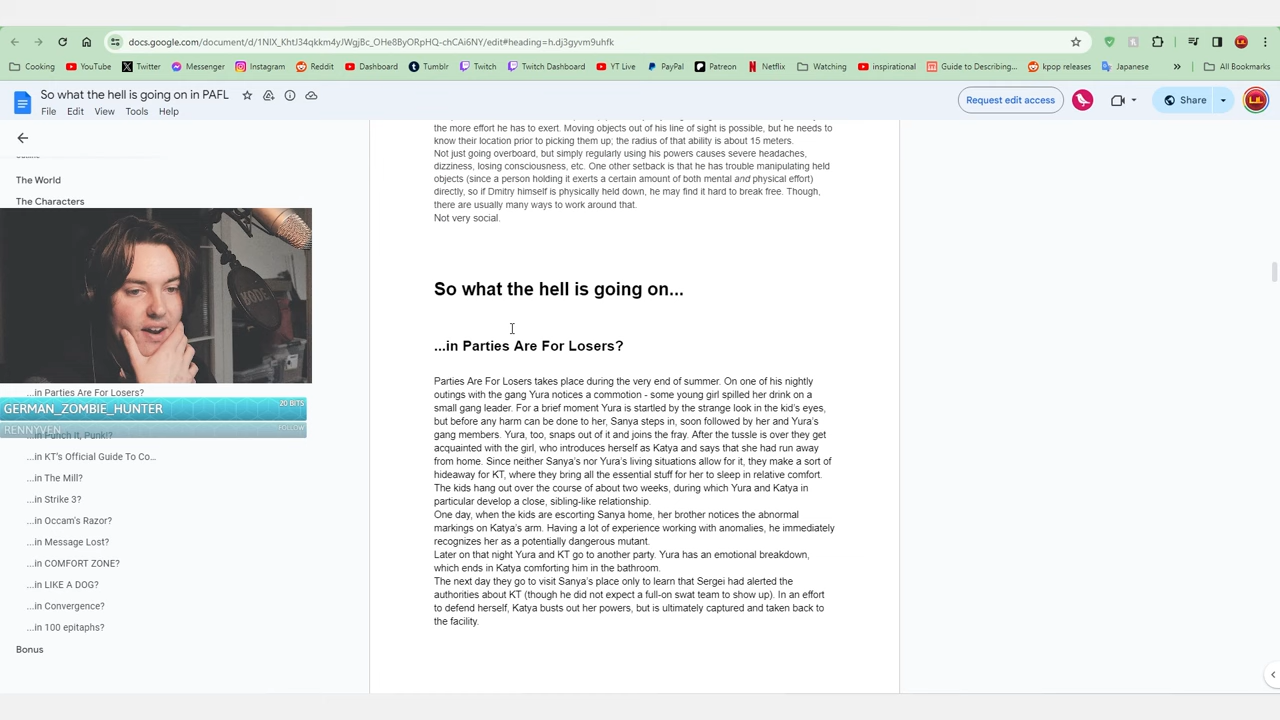 docs.google.com/document/d/1NIX_KhtJ34qkkm4yJWgjBc_OHe8ByORpHQ-chCAi6NY/edit#heading=h.dj3gyvm9uhfk
Cooking
YouTube
Twitter
Messenger
Instagram
Reddit
Dashboard
Tumblr
Twitch
Twitch Dashboard
YT Live
PayPal
Patreon
Netflix
Watching
inspirational
Guide to Describing...
kpop releases
Japanese
All Bookmarks
So what the hell is going on in PAFL
File Edit View Tools Help
Request edit access
Share
The World
The Characters
...in Parties Are For Losers?
GERMAN_ZOMBIE_HUNTER
20 BITS
RENNYVEN
FOLLOW
...in Punch It, Punk!?
...in KT's Official Guide To Co...
...in The Mill?
...in Strike 3?
...in Occam's Razor?
...in Message Lost?
...in COMFORT ZONE?
...in LIKE A DOG?
...in Convergence?
...in 100 epitaphs?
Bonus
the more effort he has to exert. Moving objects out of his line of sight is possible, but he needs to
know their location prior to picking them up; the radius of that ability is about 15 meters.
Not just going overboard, but simply regularly using his powers causes severe headaches,
dizziness, losing consciousness, etc. One other setback is that he has trouble manipulating held
objects (since a person holding it exerts a certain amount of both mental and physical effort)
directly, so if Dmitry himself is physically held down, he may find it hard to break free. Though,
there are usually many ways to work around that.
Not very social.
So what the hell is going on...
...in Parties Are For Losers?
Parties Are For Losers takes place during the very end of summer. On one of his nightly
outings with the gang Yura notices a commotion - some young girl spilled her drink on a
small gang leader. For a brief moment Yura is startled by the strange look in the kid's eyes,
but before any harm can be done to her, Sanya steps in, soon followed by her and Yura's
gang members. Yura, too, snaps out of it and joins the fray. After the tussle is over they get
acquainted with the girl, who introduces herself as Katya and says that she had run away
from home. Since neither Sanya's nor Yura's living situations allow for it, they make a sort of
hideaway for KT, where they bring all the essential stuff for her to sleep in relative comfort.
The kids hang out over the course of about two weeks, during which Yura and Katya in
particular develop a close, sibling-like relationship.
One day, when the kids are escorting Sanya home, her brother notices the abnormal
markings on Katya's arm. Having a lot of experience working with anomalies, he immediately
recognizes her as a potentially dangerous mutant.
Later on that night Yura and KT go to another party. Yura has an emotional breakdown,
which ends in Katya comforting him in the bathroom.
The next day they go to visit Sanya's place only to learn that Sergei had alerted the
authorities about KT (though he did not expect a full-on swat team to show up). In an effort
to defend herself, Katya busts out her powers, but is ultimately captured and taken back to
the facility.